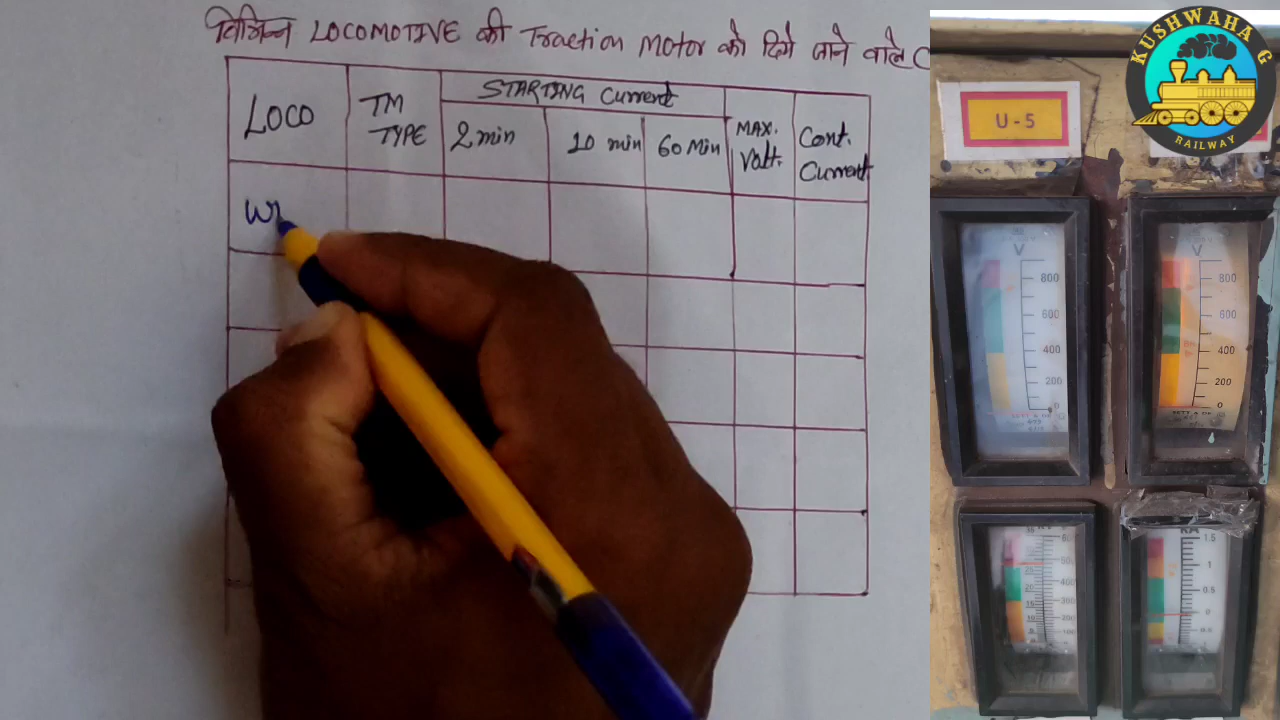 विभिन्न LOCOMOTIVE की Traction Motor को दिये जाने वाले C
LOCO
TM TYPE
STARTING Current
2 min
10 min
60 Min
MAX. Volt.
Cont. Current
KUSHWAHA G
RAILWAY
U-5
V
800
600
400
200
0
V
800
600
400
200
0
KA
1.5
1
0.5
0